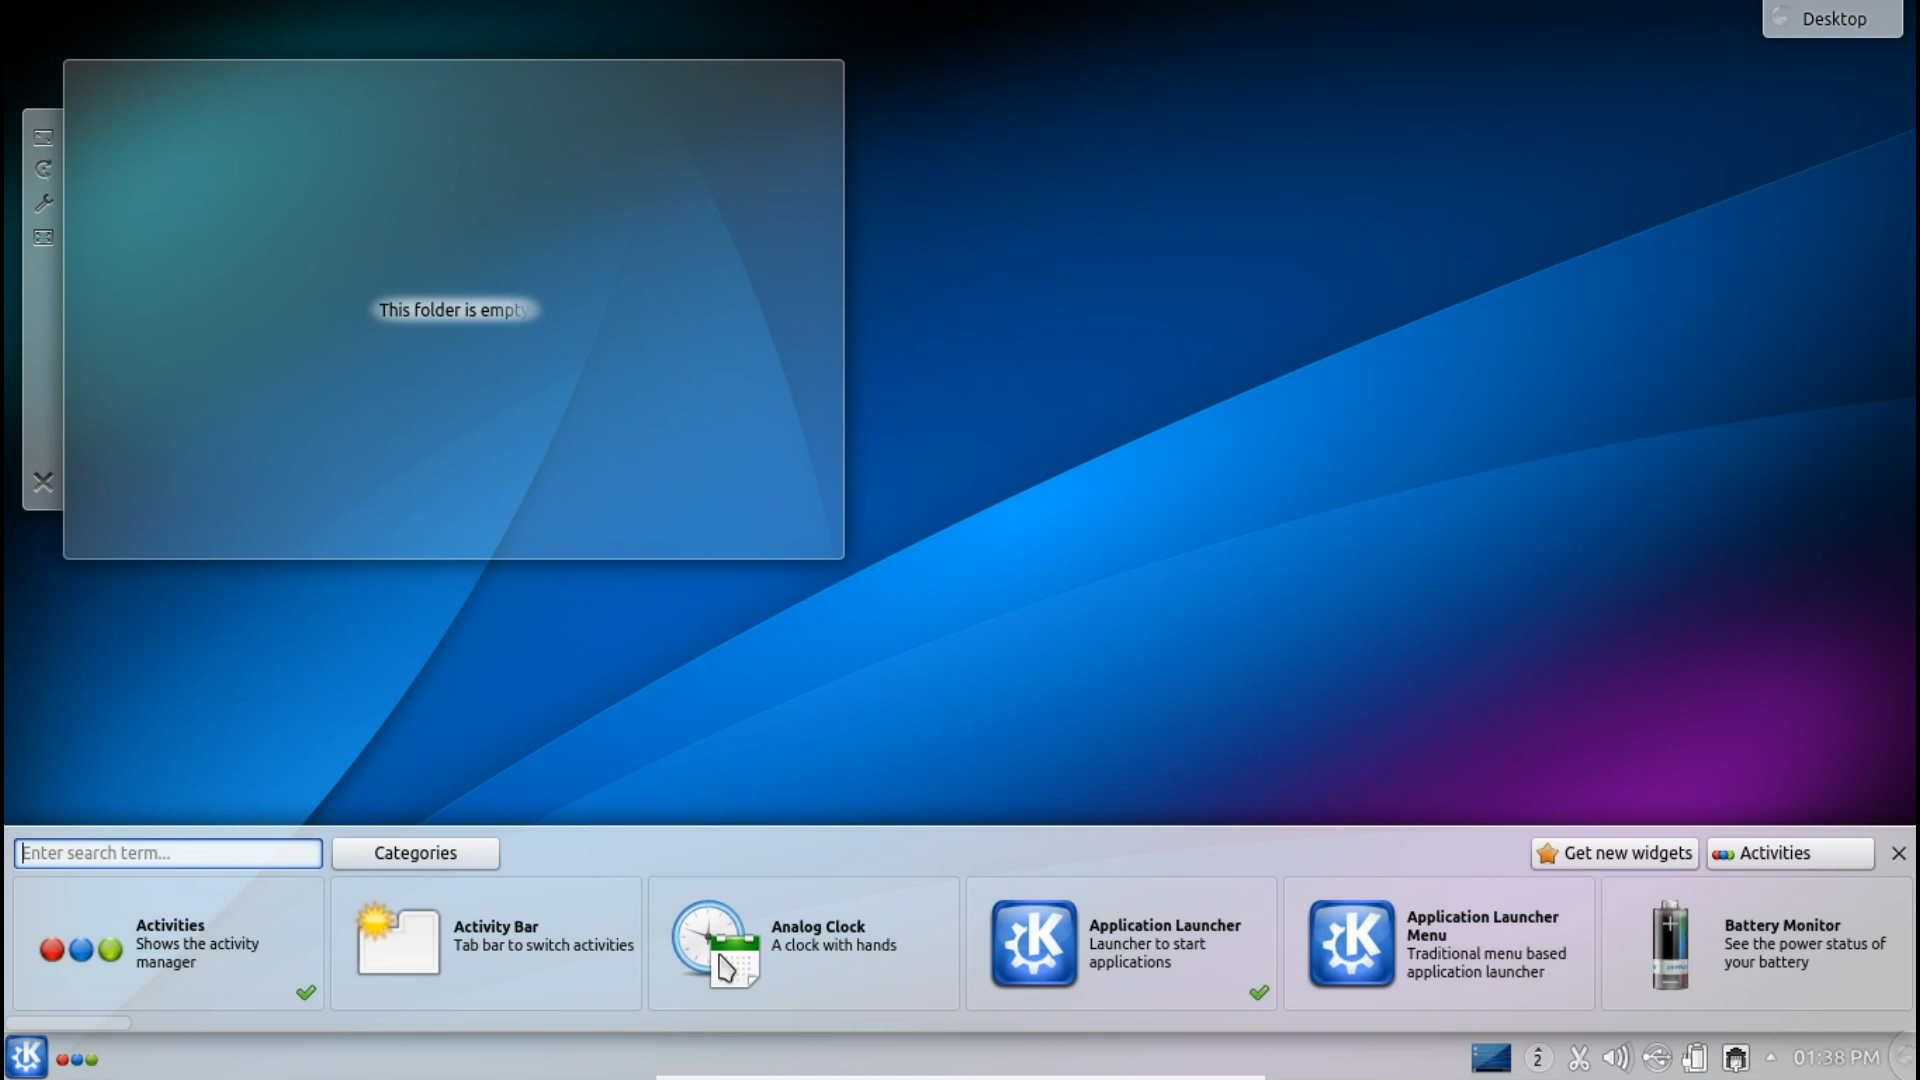 Desktop
This folder is empty
Enter search term...
Categories
Get new widgets
Activities
Activities
Shows the activity
manager
Activity Bar
Tab bar to switch activities
Analog Clock
A clock with hands
Application Launcher
Launcher to start
applications
Application Launcher
Menu
Traditional menu based
application launcher
Battery Monitor
See the power status of
your battery
2
01:38 PM